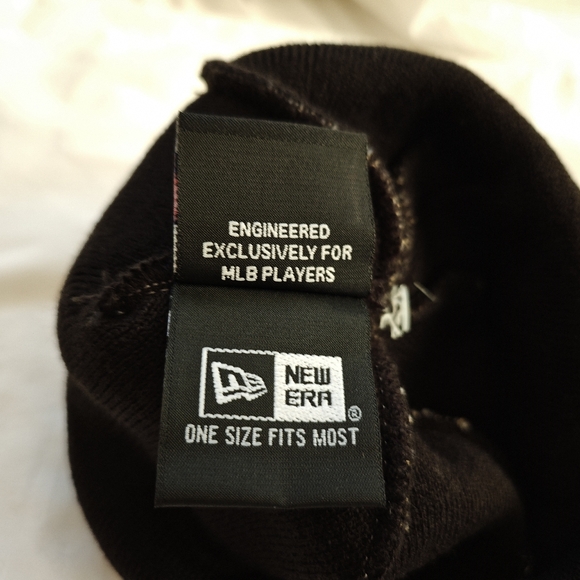 ENGINEERED
EXCLUSIVELY FOR
MLB PLAYERS
NEW
ERA®
ONE SIZE FITS MOST